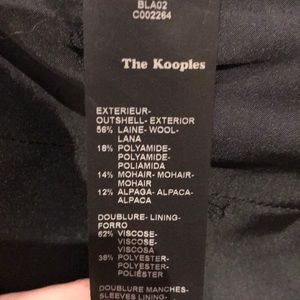 BLA02
C002264
The Kooples
EXTERIEUR-
OUTSHELL- EXTERIOR
56% LAINE- WOOL-
LANA
18% POLYAMIDE-
POLYAMIDE-
POLIAMIDA
14% MOHAIR- MOHAIR-
MOHAIR
12% ALPAGA- ALPACA-
ALPACA
DOUBLURE- LINING-
FORRO
62% VISCOSE-
VISCOSE-
VISCOSA
38% POLYESTER-
POLYESTER-
POLIÉSTER
DOUBLURE MANCHES-
SLEEVES LINING-